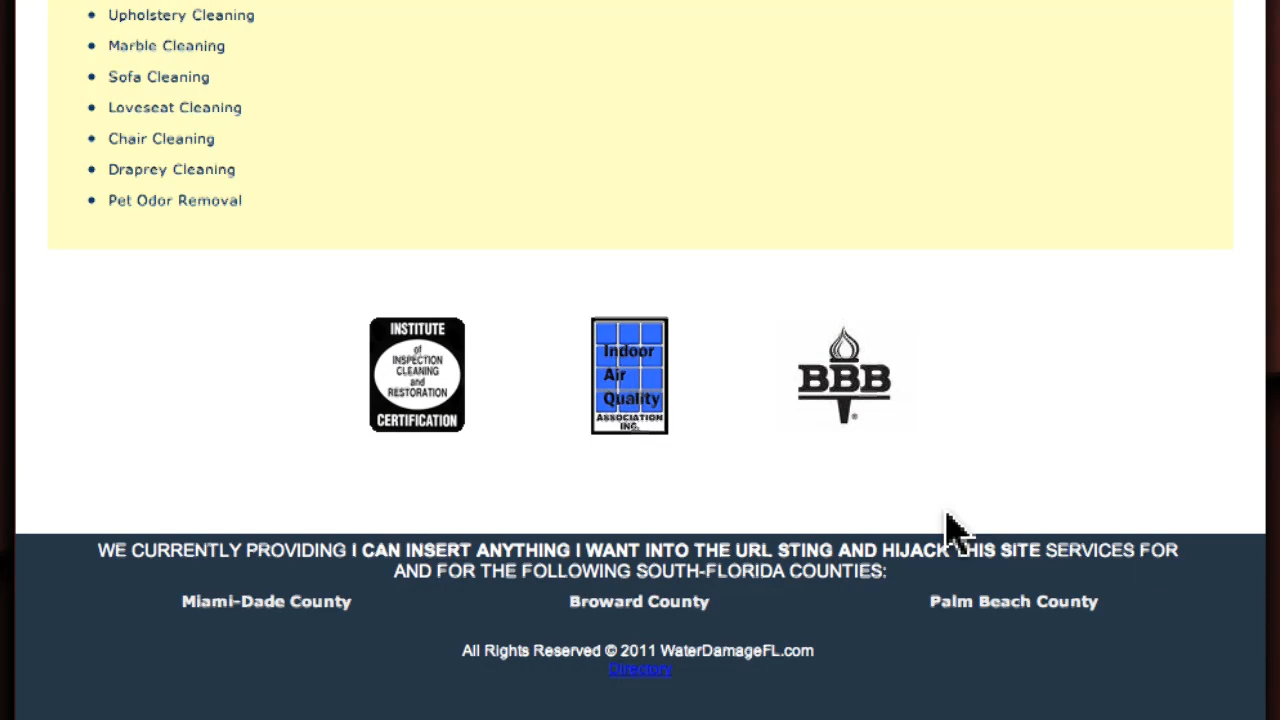 Upholstery Cleaning
Marble Cleaning
Sofa Cleaning
Loveseat Cleaning
Chair Cleaning
Draprey Cleaning
Pet Odor Removal
INSTITUTE
of
INSPECTION
CLEANING
and
RESTORATION
CERTIFICATION
Indoor
Air
Quality
ASSOCIATION
INC.
BBB
®
WE CURRENTLY PROVIDING I CAN INSERT ANYTHING I WANT INTO THE URL STING AND HIJACK THIS SITE SERVICES FOR
AND FOR THE FOLLOWING SOUTH-FLORIDA COUNTIES:
Miami-Dade County Broward County Palm Beach County
All Rights Reserved © 2011 WaterDamageFL.com
Directory